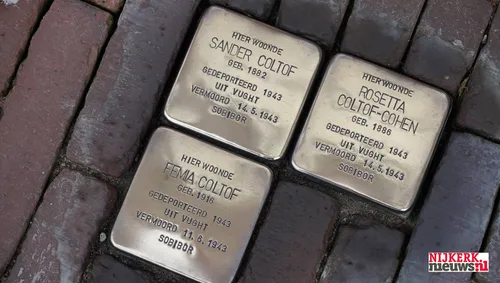 HIER WOONDE
SANDER COLTOF
GEB. 1882
GEDEPORTEERD 1943
UIT VUGHT
VERMOORD 14.5.1943
SOBIBOR
HIER WOONDE
ROSETTA
COLTOF-COHEN
GEB. 1886
GEDEPORTEERD 1943
UIT VUGHT
VERMOORD 14.5.1943
SOBIBOR
HIER WOONDE
FEMIA COLTOF
GEB. 1916
GEDEPORTEERD 1943
UIT VUGHT
VERMOORD 11.6.1943
SOBIBOR
NIJKERK
nieuws.nl